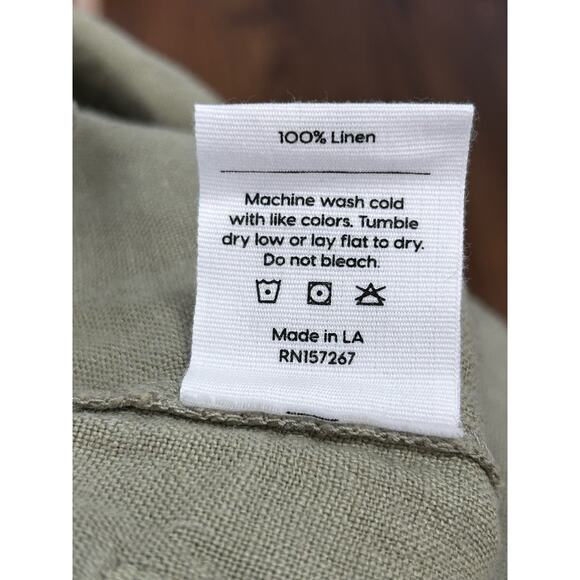 100% Linen
Machine wash cold
with like colors. Tumble
dry low or lay flat to dry.
Do not bleach.
Made in LA
RN157267